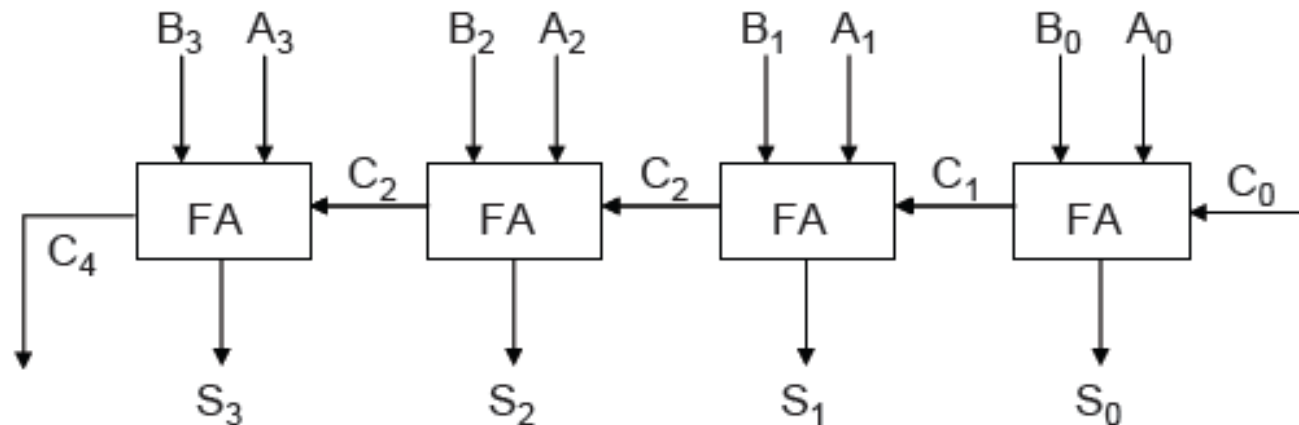 B₃ A₃ B₂ A₂ B₁ A₁ B₀ A₀
C₂ C₂ C₁ C₀
FA FA FA FA
C₄
S₃ S₂ S₁ S₀